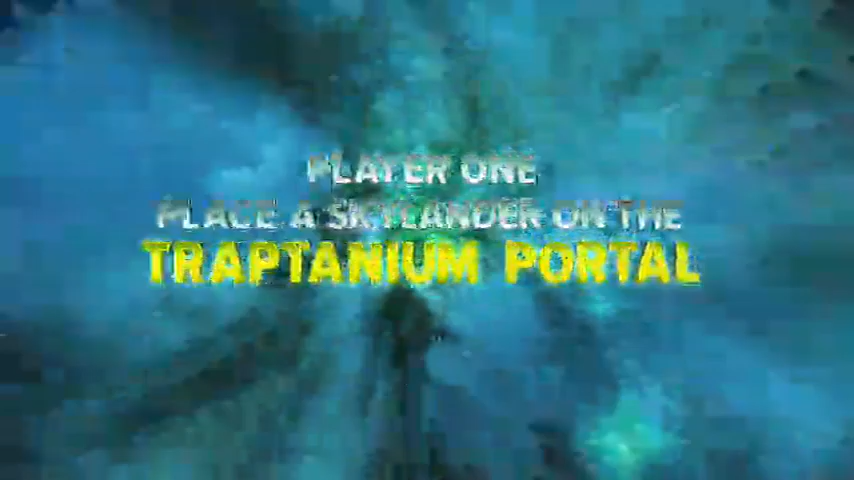 PLAYER ONE
PLACE A SKYLANDER ON THE
TRAPTANIUM PORTAL